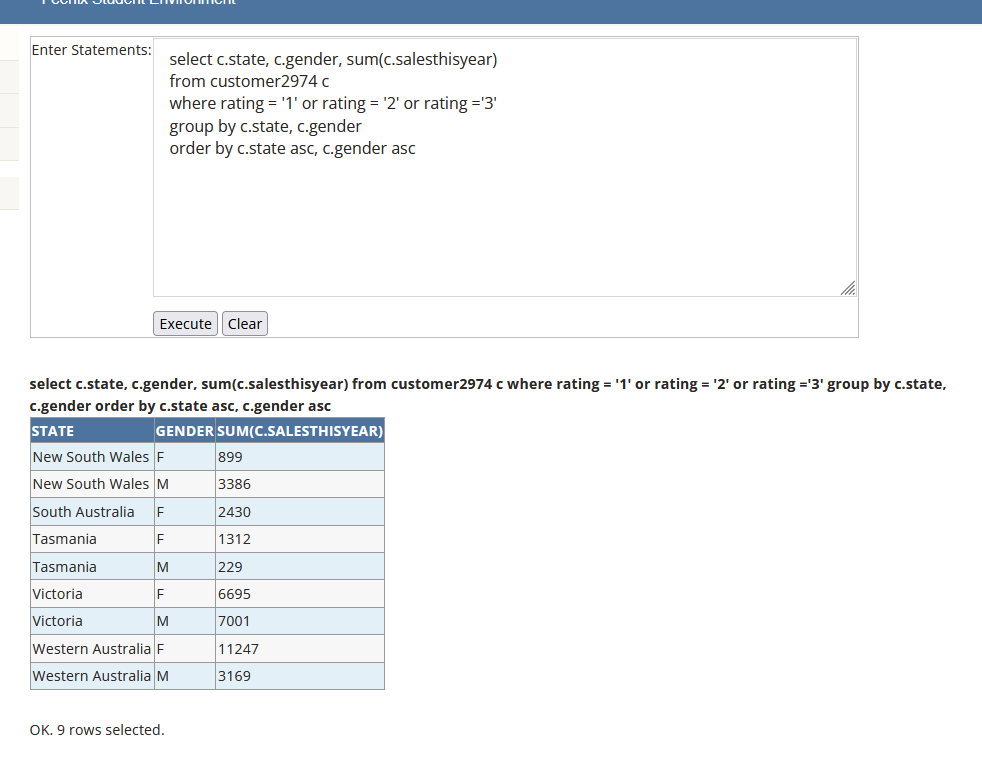 Feenix Student Environment
Enter Statements:
select c.state, c.gender, sum(c.salesthisyear)
from customer2974 c
where rating = '1' or rating = '2' or rating ='3'
group by c.state, c.gender
order by c.state asc, c.gender asc
Execute Clear
select c.state, c.gender, sum(c.salesthisyear) from customer2974 c where rating = '1' or rating = '2' or rating ='3' group by c.state,
c.gender order by c.state asc, c.gender asc
STATE GENDER SUM(C.SALESTHISYEAR)
New South Wales F 899
New South Wales M 3386
South Australia F 2430
Tasmania F 1312
Tasmania M 229
Victoria F 6695
Victoria M 7001
Western Australia F 11247
Western Australia M 3169
OK. 9 rows selected.